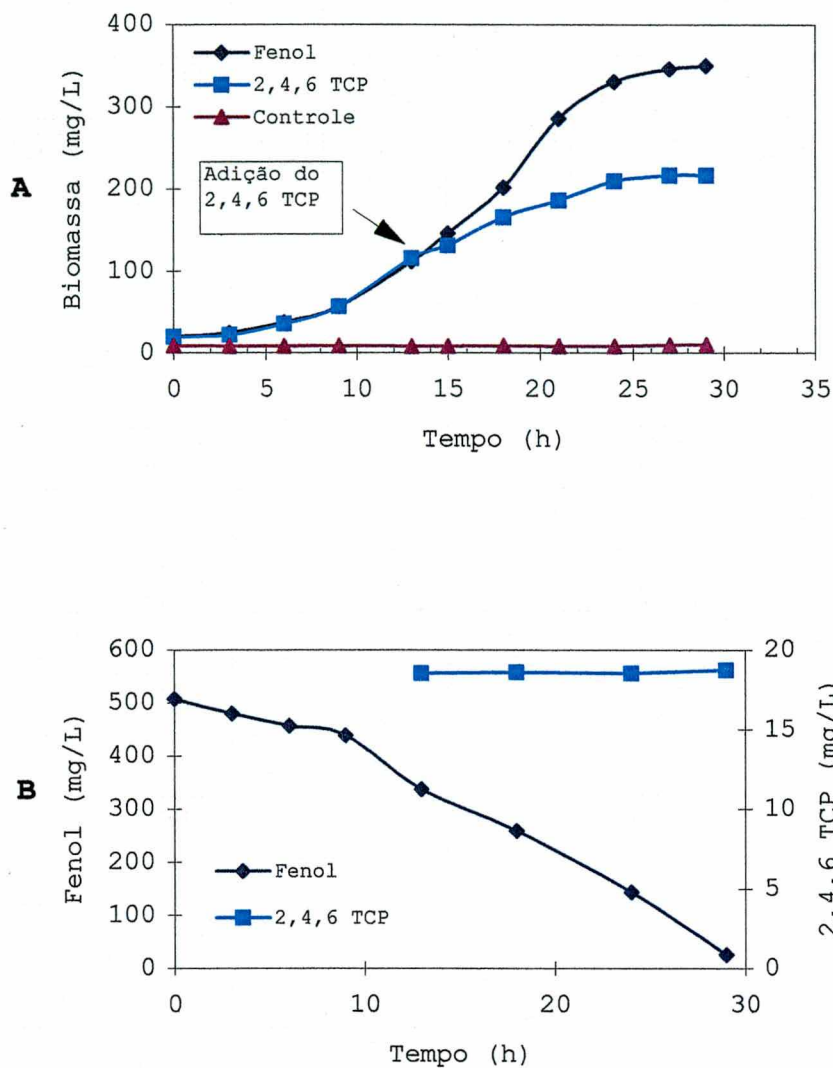 A
Biomassa (mg/L)
400
300
200
100
0
Fenol
2,4,6 TCP
Controle
Adição do
2,4,6 TCP
0 5 10 15 20 25 30 35
Tempo (h)
B
Fenol (mg/L)
600
500
400
300
200
100
0
Fenol
2,4,6 TCP
20
15
10
5
0
2,4,6 TCP (mg/L)
0 10 20 30
Tempo (h)